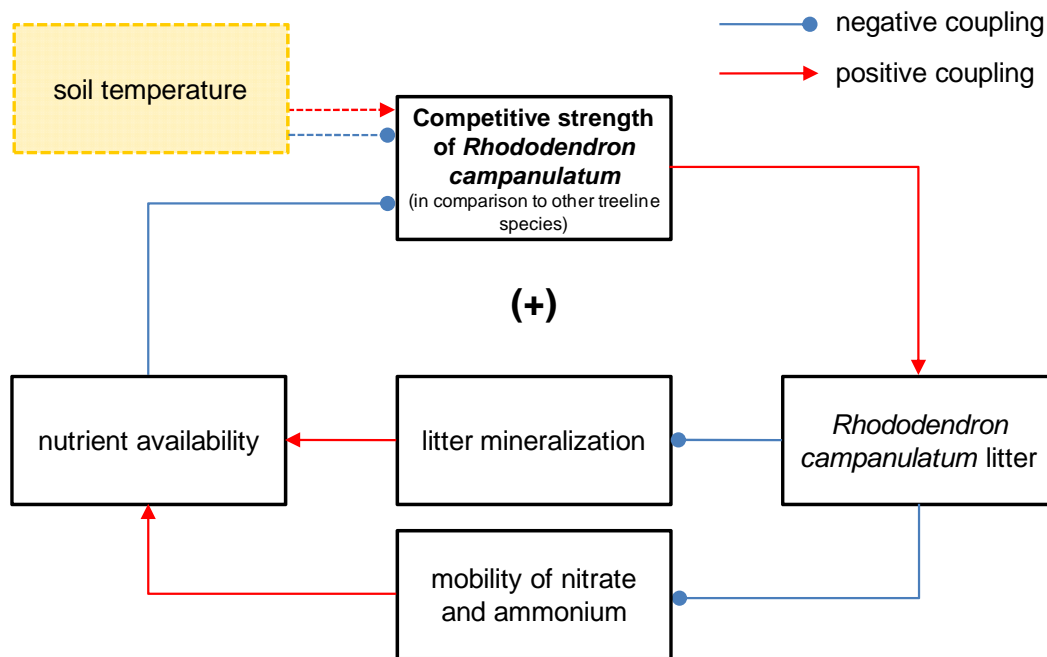 negative coupling
positive coupling
soil temperature
Competitive strength
of Rhododendron
campanulatum
(in comparison to other treeline
species)
(+)
nutrient availability
litter mineralization
Rhododendron
campanulatum litter
mobility of nitrate
and ammonium